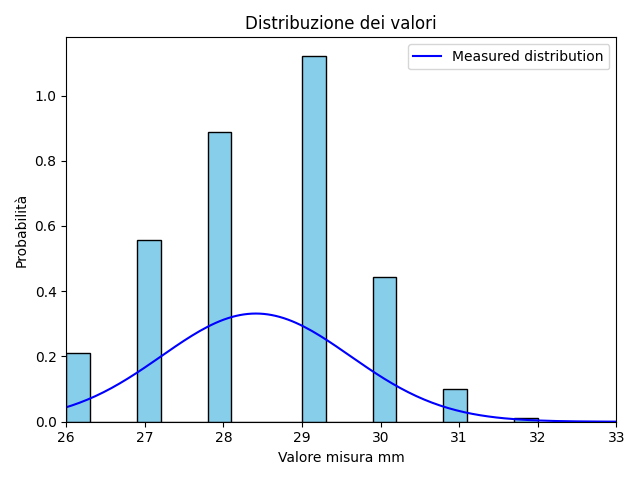 Distribuzione dei valori
Measured distribution
Probabilità
1.0
0.8
0.6
0.4
0.2
0.0
26 27 28 29 30 31 32 33
Valore misura mm